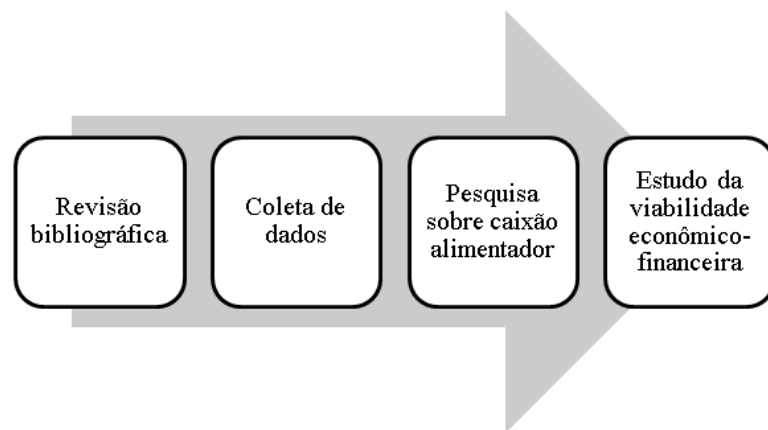 Revisão
bibliográfica
Coleta de
dados
Pesquisa
sobre caixão
alimentador
Estudo da
viabilidade
econômico-
financeira